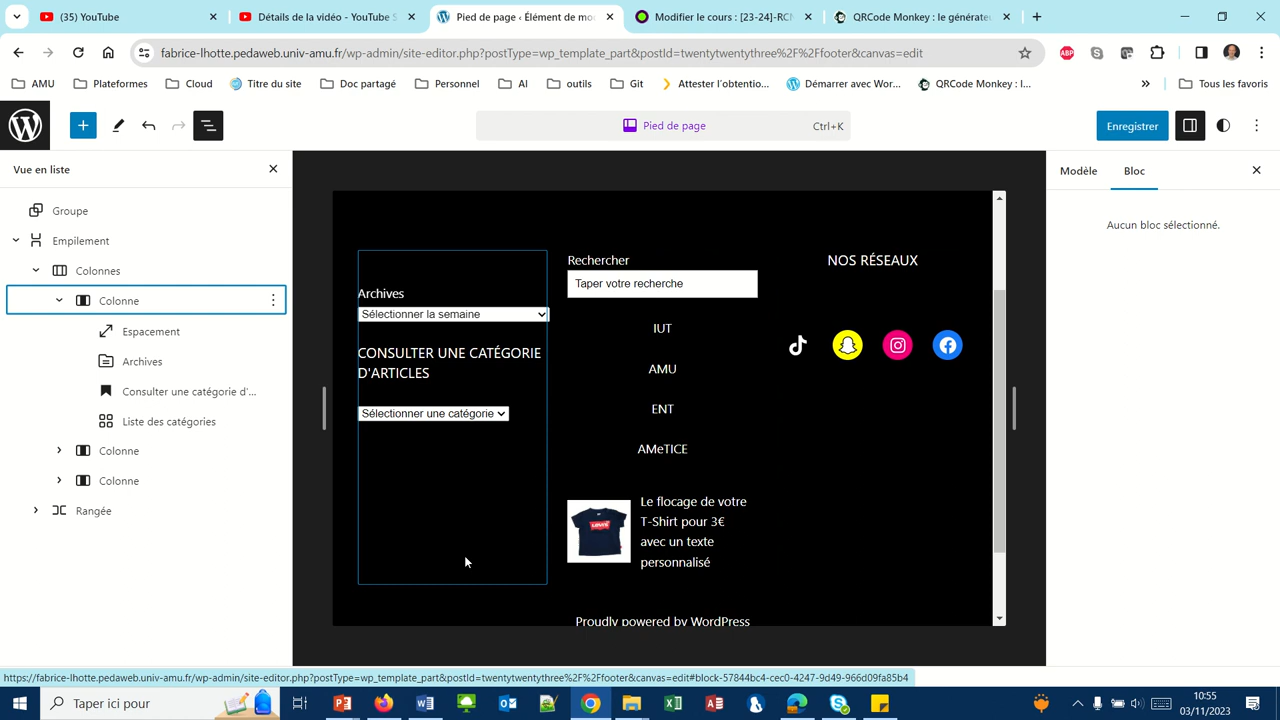 (35) YouTube
Détails de la vidéo - YouTube S
Pied de page ‹ Élément de mo
Modifier le cours : [23-24]-RCM
QRCode Monkey : le générateu
fabrice-lhotte.pedaweb.univ-amu.fr/wp-admin/site-editor.php?postType=wp_template_part&postId=twentytwentythree%2F%2Ffooter&canvas=edit
ABP
AMU
Plateformes
Cloud
Titre du site
Doc partagé
Personnel
AI
outils
Git
Attester l'obtention...
Démarrer avec Wor...
QRCode Monkey : l...
»
Tous les favoris
Pied de page
Ctrl+K
Enregistrer
Vue en liste
Groupe
Empilement
Colonnes
Colonne
Espacement
Archives
Consulter une catégorie d'...
Liste des catégories
Colonne
Colonne
Rangée
Archives
Sélectionner la semaine
CONSULTER UNE CATÉGORIE
D'ARTICLES
Sélectionner une catégorie
Rechercher
Taper votre recherche
IUT
AMU
ENT
AMeTICE
Le flocage de votre
T-Shirt pour 3€
avec un texte
personnalisé
NOS RÉSEAUX
Proudly powered by WordPress
Modèle
Bloc
Aucun bloc sélectionné.
https://fabrice-lhotte.pedaweb.univ-amu.fr/wp-admin/site-editor.php?postType=wp_template_part&postId=twentytwentythree%2F%2Ffooter&canvas=edit#block-57844bc4-cec0-4247-9d49-966d09fa85b4
Taper ici pour
10:55
03/11/2023